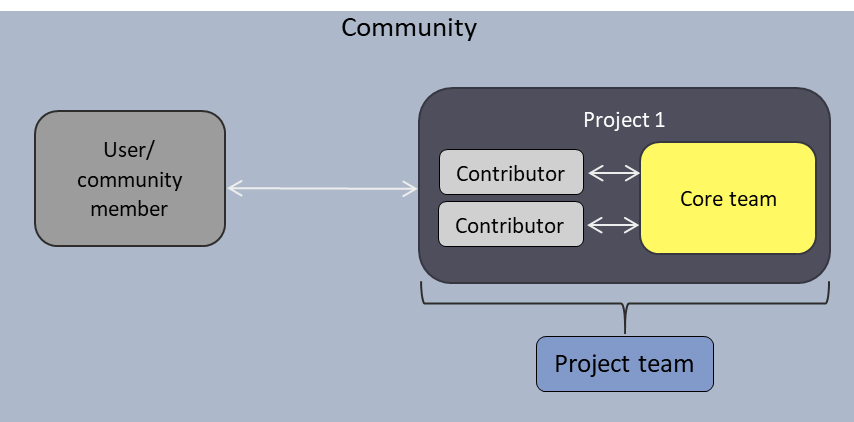 Community
User/
community
member
Project 1
Contributor
Contributor
Core team
Project team